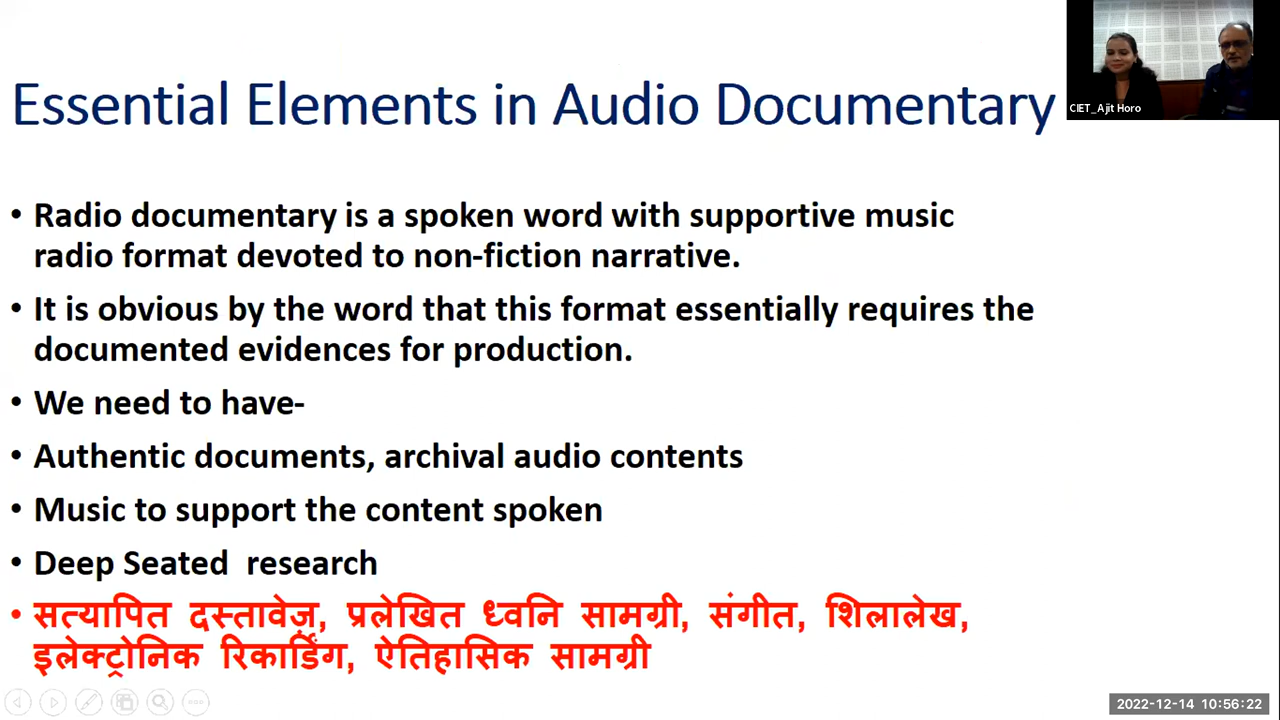 CIET_Ajit Horo
Essential Elements in Audio Documentary
• Radio documentary is a spoken word with supportive music
radio format devoted to non-fiction narrative.
• It is obvious by the word that this format essentially requires the
documented evidences for production.
• We need to have-
• Authentic documents, archival audio contents
• Music to support the content spoken
• Deep Seated research
• सत्यापित दस्तावेज़, प्रलेखित ध्वनि सामग्री, संगीत, शिलालेख,
इलेक्ट्रोनिक रिकार्डिंग, ऐतिहासिक सामग्री
2022-12-14 10:56:22